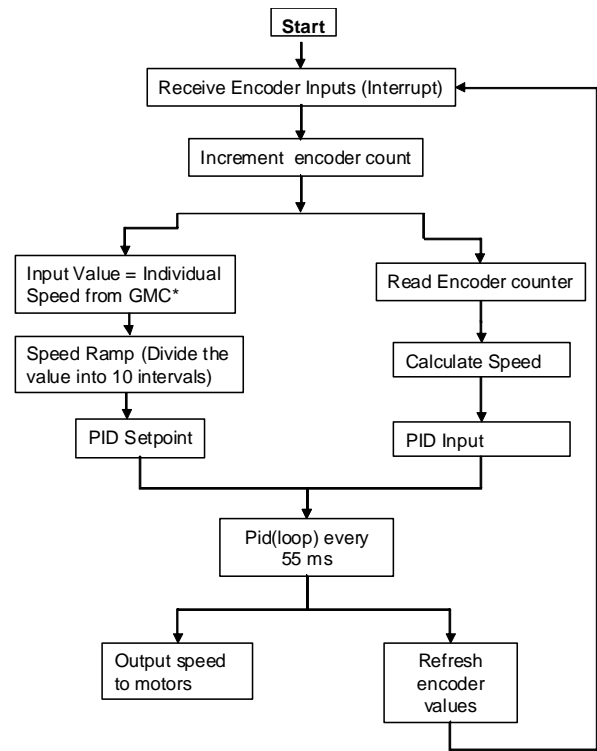 Start
Receive Encoder Inputs (Interrupt)
Increment encoder count
Input Value = Individual
Speed from GMC*
Speed Ramp (Divide the
value into 10 intervals)
PID Setpoint
Read Encoder counter
Calculate Speed
PID Input
Pid(loop) every
55 ms
Output speed
to motors
Refresh
encoder
values